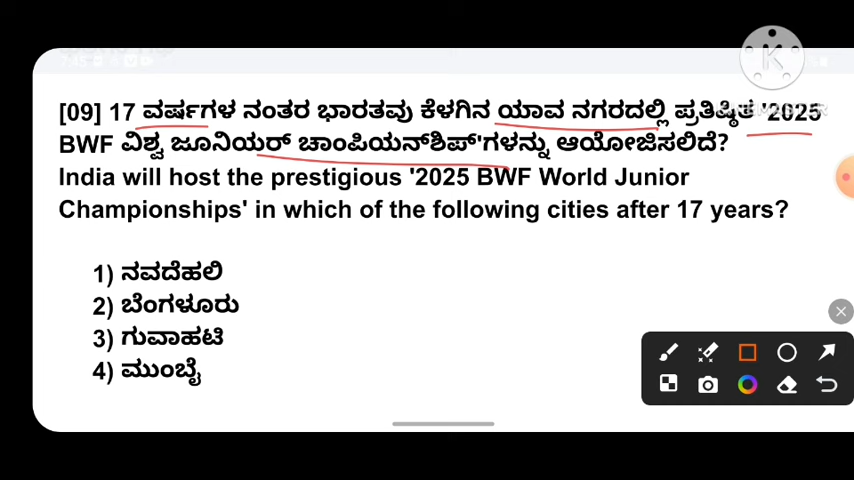 [09] 17 ವರ್ಷಗಳ ನಂತರ ಭಾರತವು ಕೆಳಗಿನ ಯಾವ ನಗರದಲ್ಲಿ ಪ್ರತಿಷ್ಠಿತ '2025
BWF ವಿಶ್ವ ಜೂನಿಯರ್ ಚಾಂಪಿಯನ್‌ಶಿಪ್'ಗಳನ್ನು ಆಯೋಜಿಸಲಿದೆ?
India will host the prestigious '2025 BWF World Junior
Championships' in which of the following cities after 17 years?
1) ನವದೆಹಲಿ
2) ಬೆಂಗಳೂರು
3) ಗುವಾಹಟಿ
4) ಮುಂಬೈ